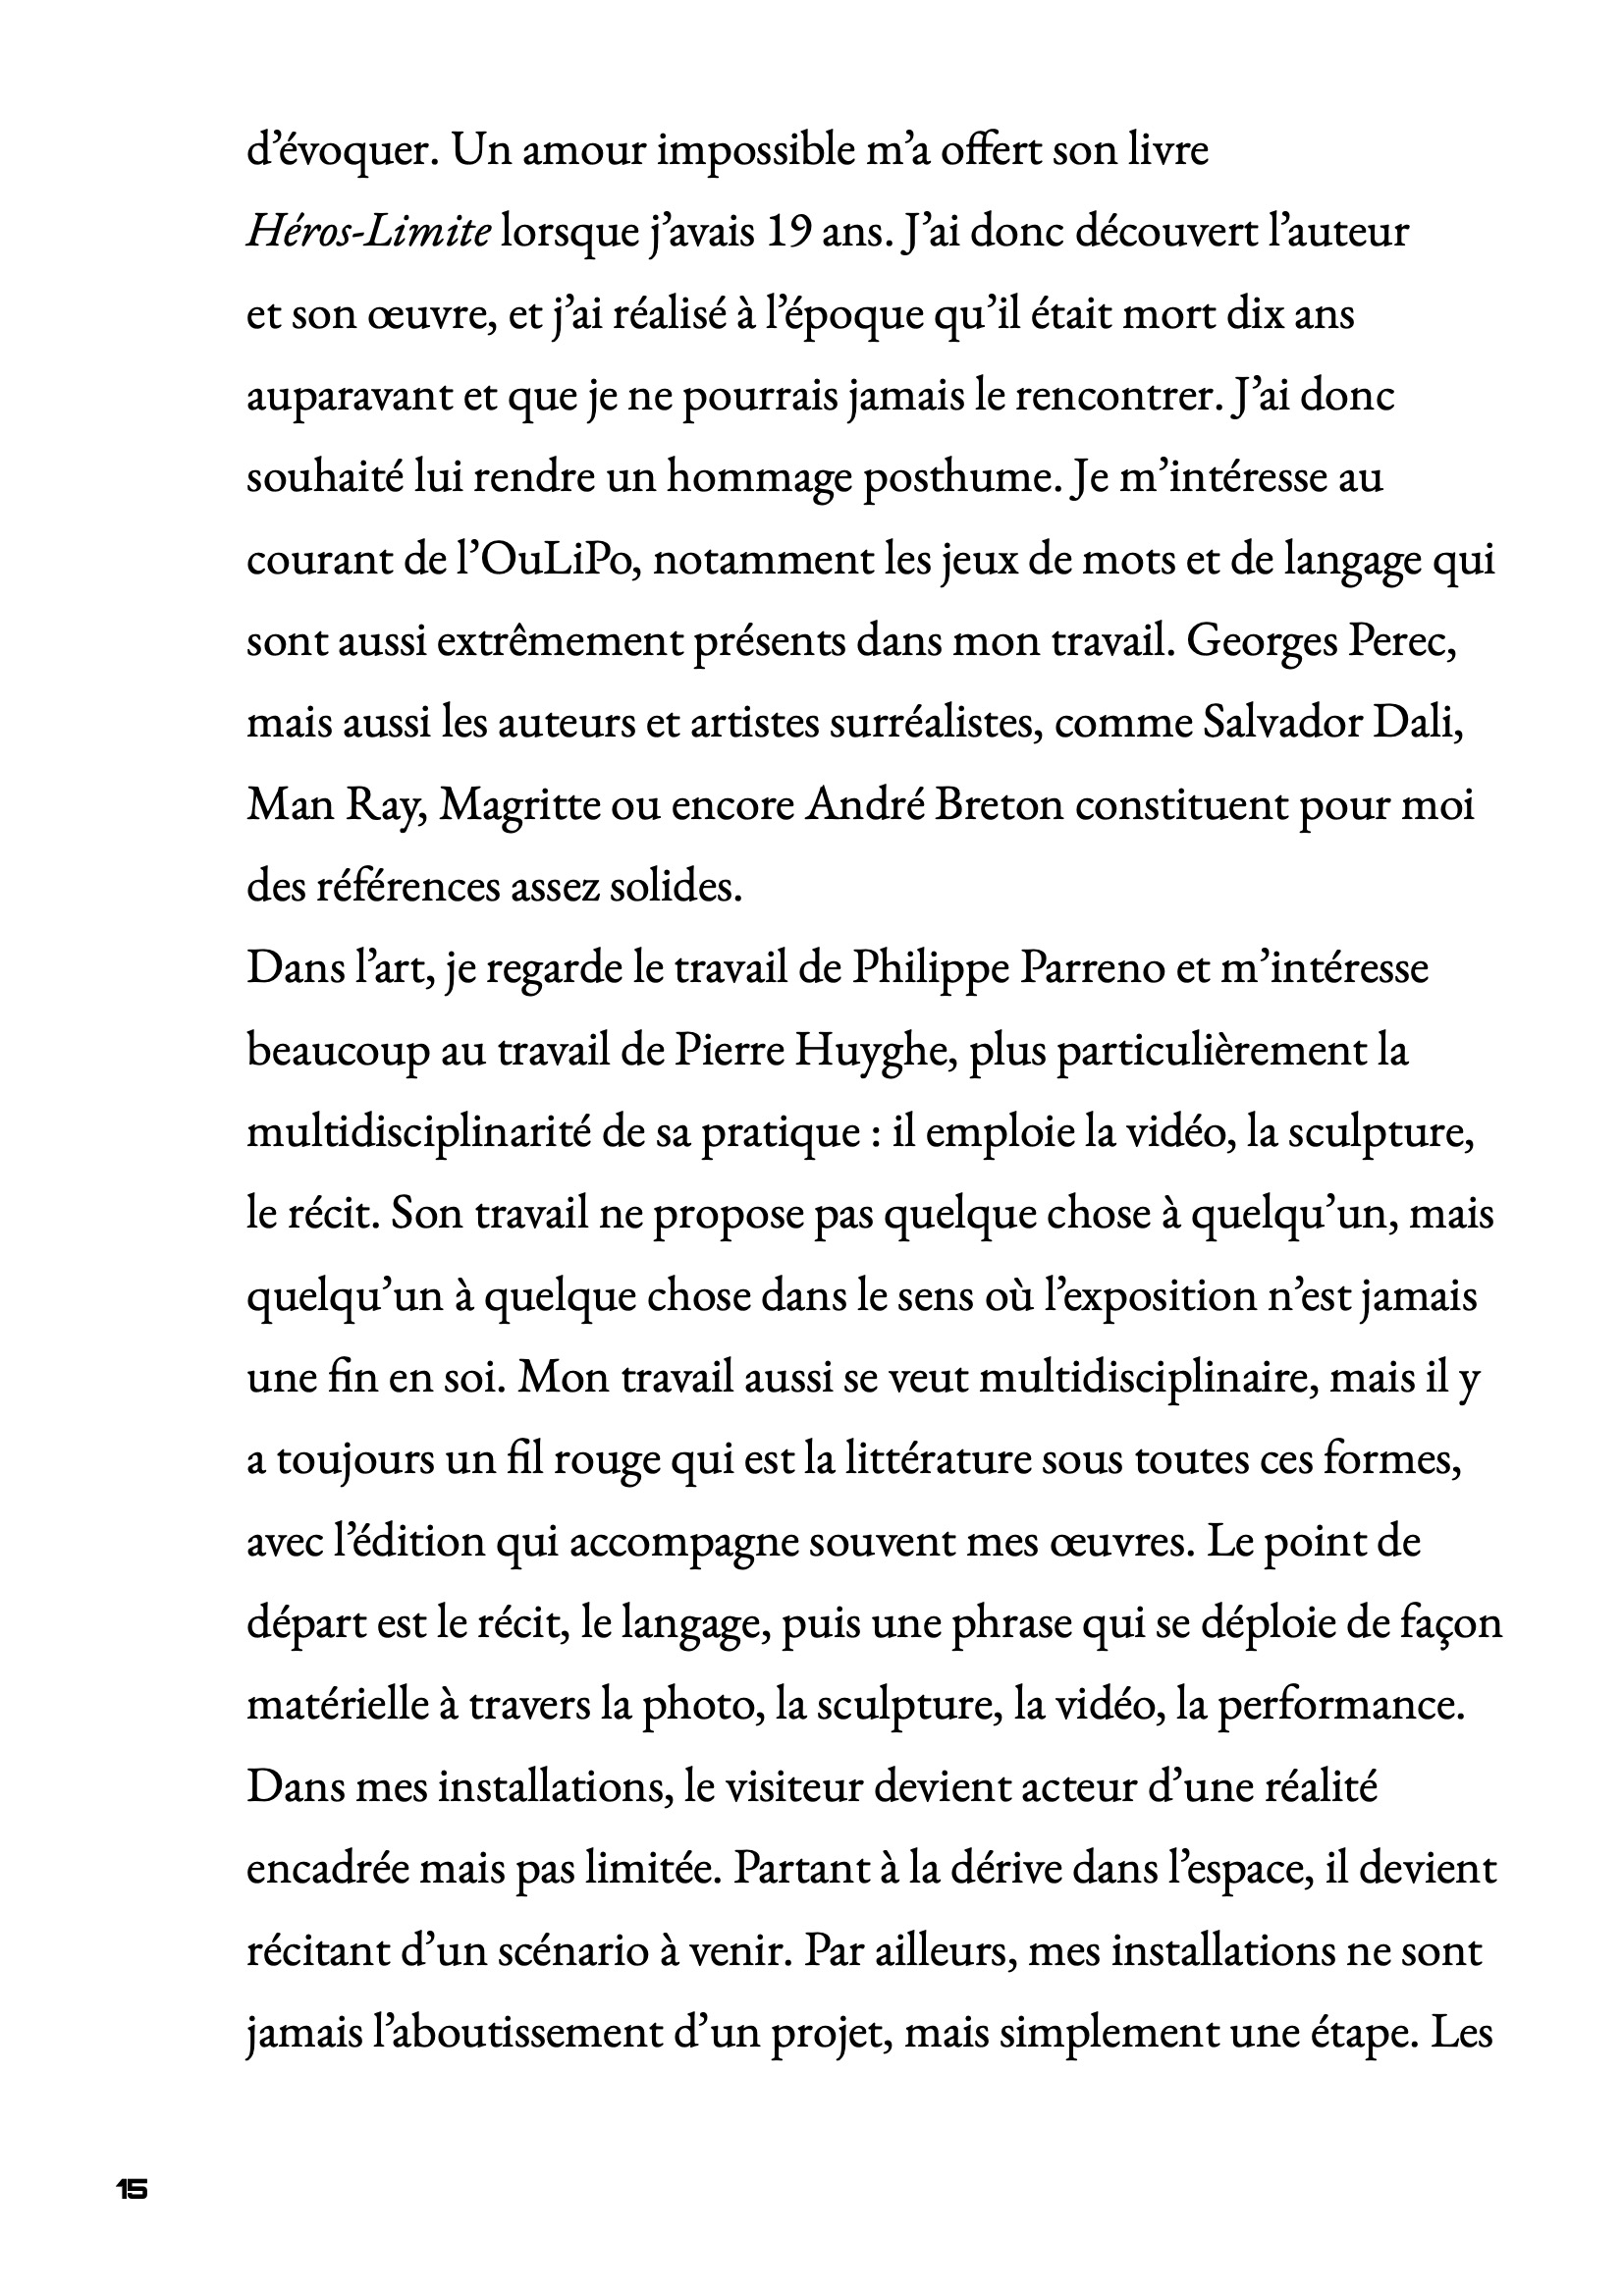 d’évoquer. Un amour impossible m’a offert son livre
Héros-Limite lorsque j’avais 19 ans. J’ai donc découvert l’auteur
et son œuvre, et j’ai réalisé à l’époque qu’il était mort dix ans
auparavant et que je ne pourrais jamais le rencontrer. J’ai donc
souhaité lui rendre un hommage posthume. Je m’intéresse au
courant de l’OuLiPo, notamment les jeux de mots et de langage qui
sont aussi extrêmement présents dans mon travail. Georges Perec,
mais aussi les auteurs et artistes surréalistes, comme Salvador Dali,
Man Ray, Magritte ou encore André Breton constituent pour moi
des références assez solides.
Dans l’art, je regarde le travail de Philippe Parreno et m’intéresse
beaucoup au travail de Pierre Huyghe, plus particulièrement la
multidisciplinarité de sa pratique : il emploie la vidéo, la sculpture,
le récit. Son travail ne propose pas quelque chose à quelqu’un, mais
quelqu’un à quelque chose dans le sens où l’exposition n’est jamais
une fin en soi. Mon travail aussi se veut multidisciplinaire, mais il y
a toujours un fil rouge qui est la littérature sous toutes ces formes,
avec l’édition qui accompagne souvent mes œuvres. Le point de
départ est le récit, le langage, puis une phrase qui se déploie de façon
matérielle à travers la photo, la sculpture, la vidéo, la performance.
Dans mes installations, le visiteur devient acteur d’une réalité
encadrée mais pas limitée. Partant à la dérive dans l’espace, il devient
récitant d’un scénario à venir. Par ailleurs, mes installations ne sont
jamais l’aboutissement d’un projet, mais simplement une étape. Les
15